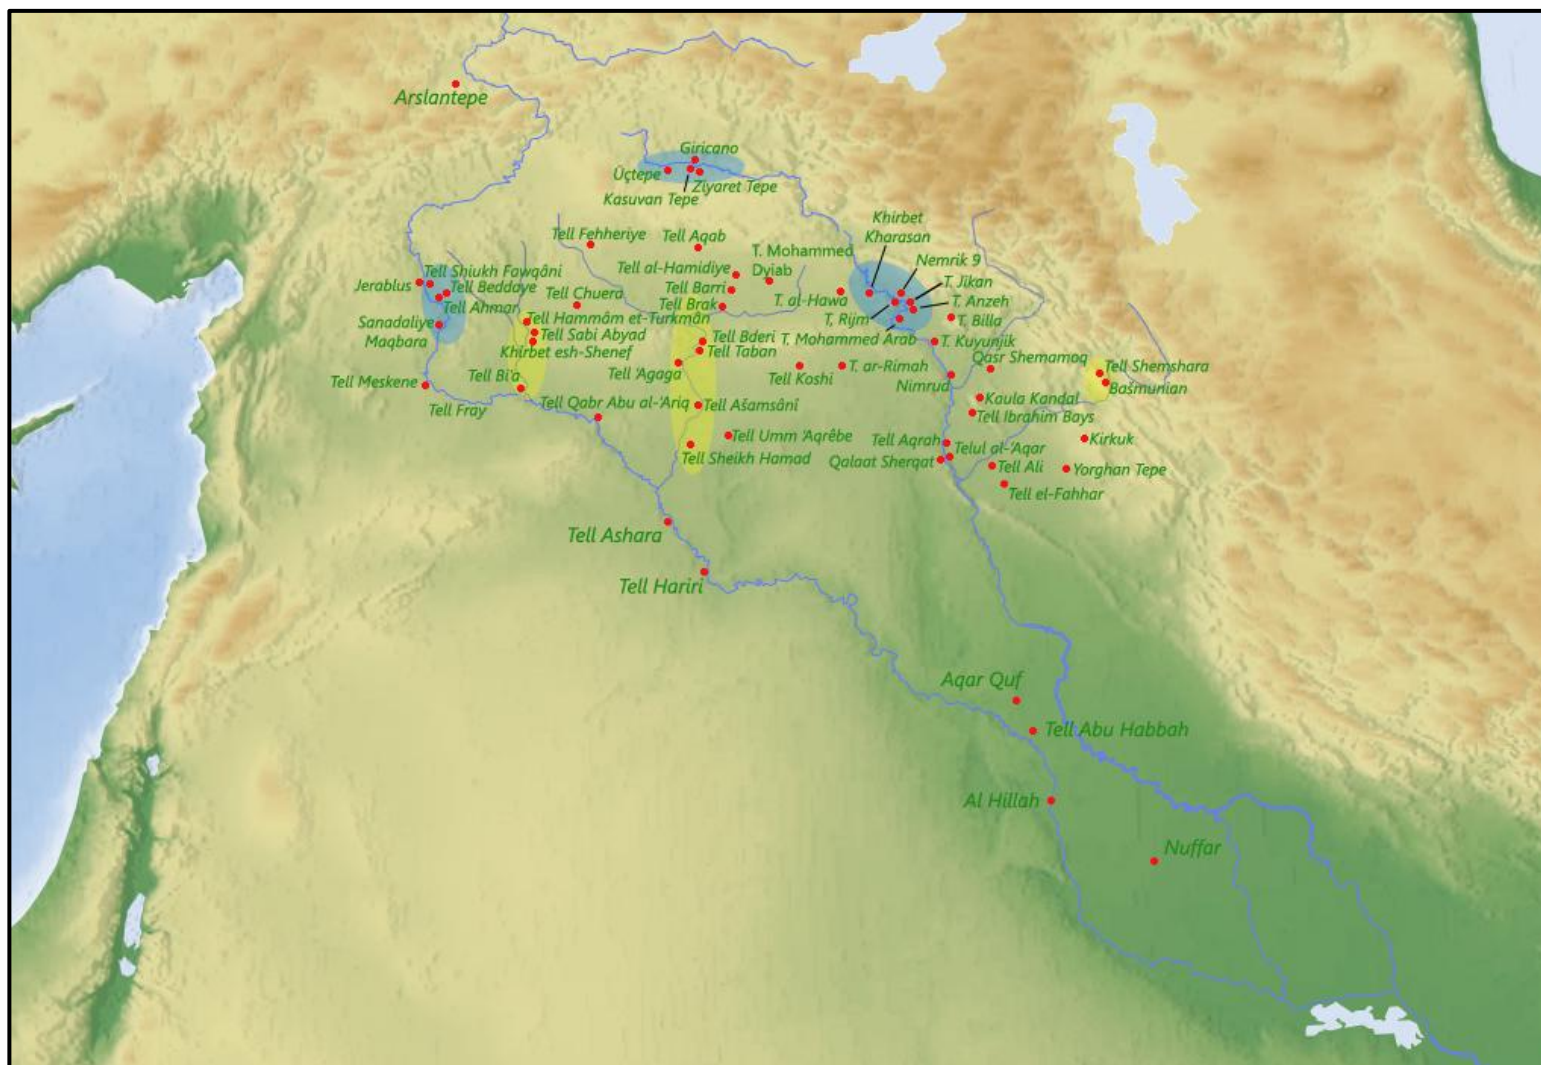 Arslantepe
Giricano
Üçtepe
Ziyaret Tepe
Kasuvan Tepe
Khirbet
Kharasan
Tell Fehheriye
Tell Aqab
T. Mohammed
Dyiab
Nemrik 9
Tell Shiukh Fawqâni
Tell al-Hamidiye
T. Jikan
Jerablus
Tell Beddaye
Tell Chuera
Tell Barri
T. al-Hawa
T. Anzeh
Tell Ahmar
Tell Brak
Tell Hammâm et-Turkmân
T, Rijm
T. Billa
Sanadaliye
Maqbara
Tell Sabi Abyad
Tell Bderi
T. Mohammed Arab
T. Kuyunjik
Khirbet esh-Shenef
Tell Taban
Qasr Shemamoq
Tell 'Agaga
Tell Koshi
T. ar-Rimah
Tell Shemshara
Tell Meskene
Tell Bi'a
Nimrud
Basmunian
Tell Fray
Tell Qabr Abu al-'Ariq
Tell Ašamsânî
Kaula Kandal
Tell Ibrahim Bays
Tell Umm 'Aqrêbe
Tell Aqrah
Telul al-'Aqar
Kirkuk
Tell Sheikh Hamad
Qalaat Sherqat
Tell Ali
Yorghan Tepe
Tell el-Fahhar
Tell Ashara
Tell Hariri
Aqar Quf
Tell Abu Habbah
Al Hillah
Nuffar